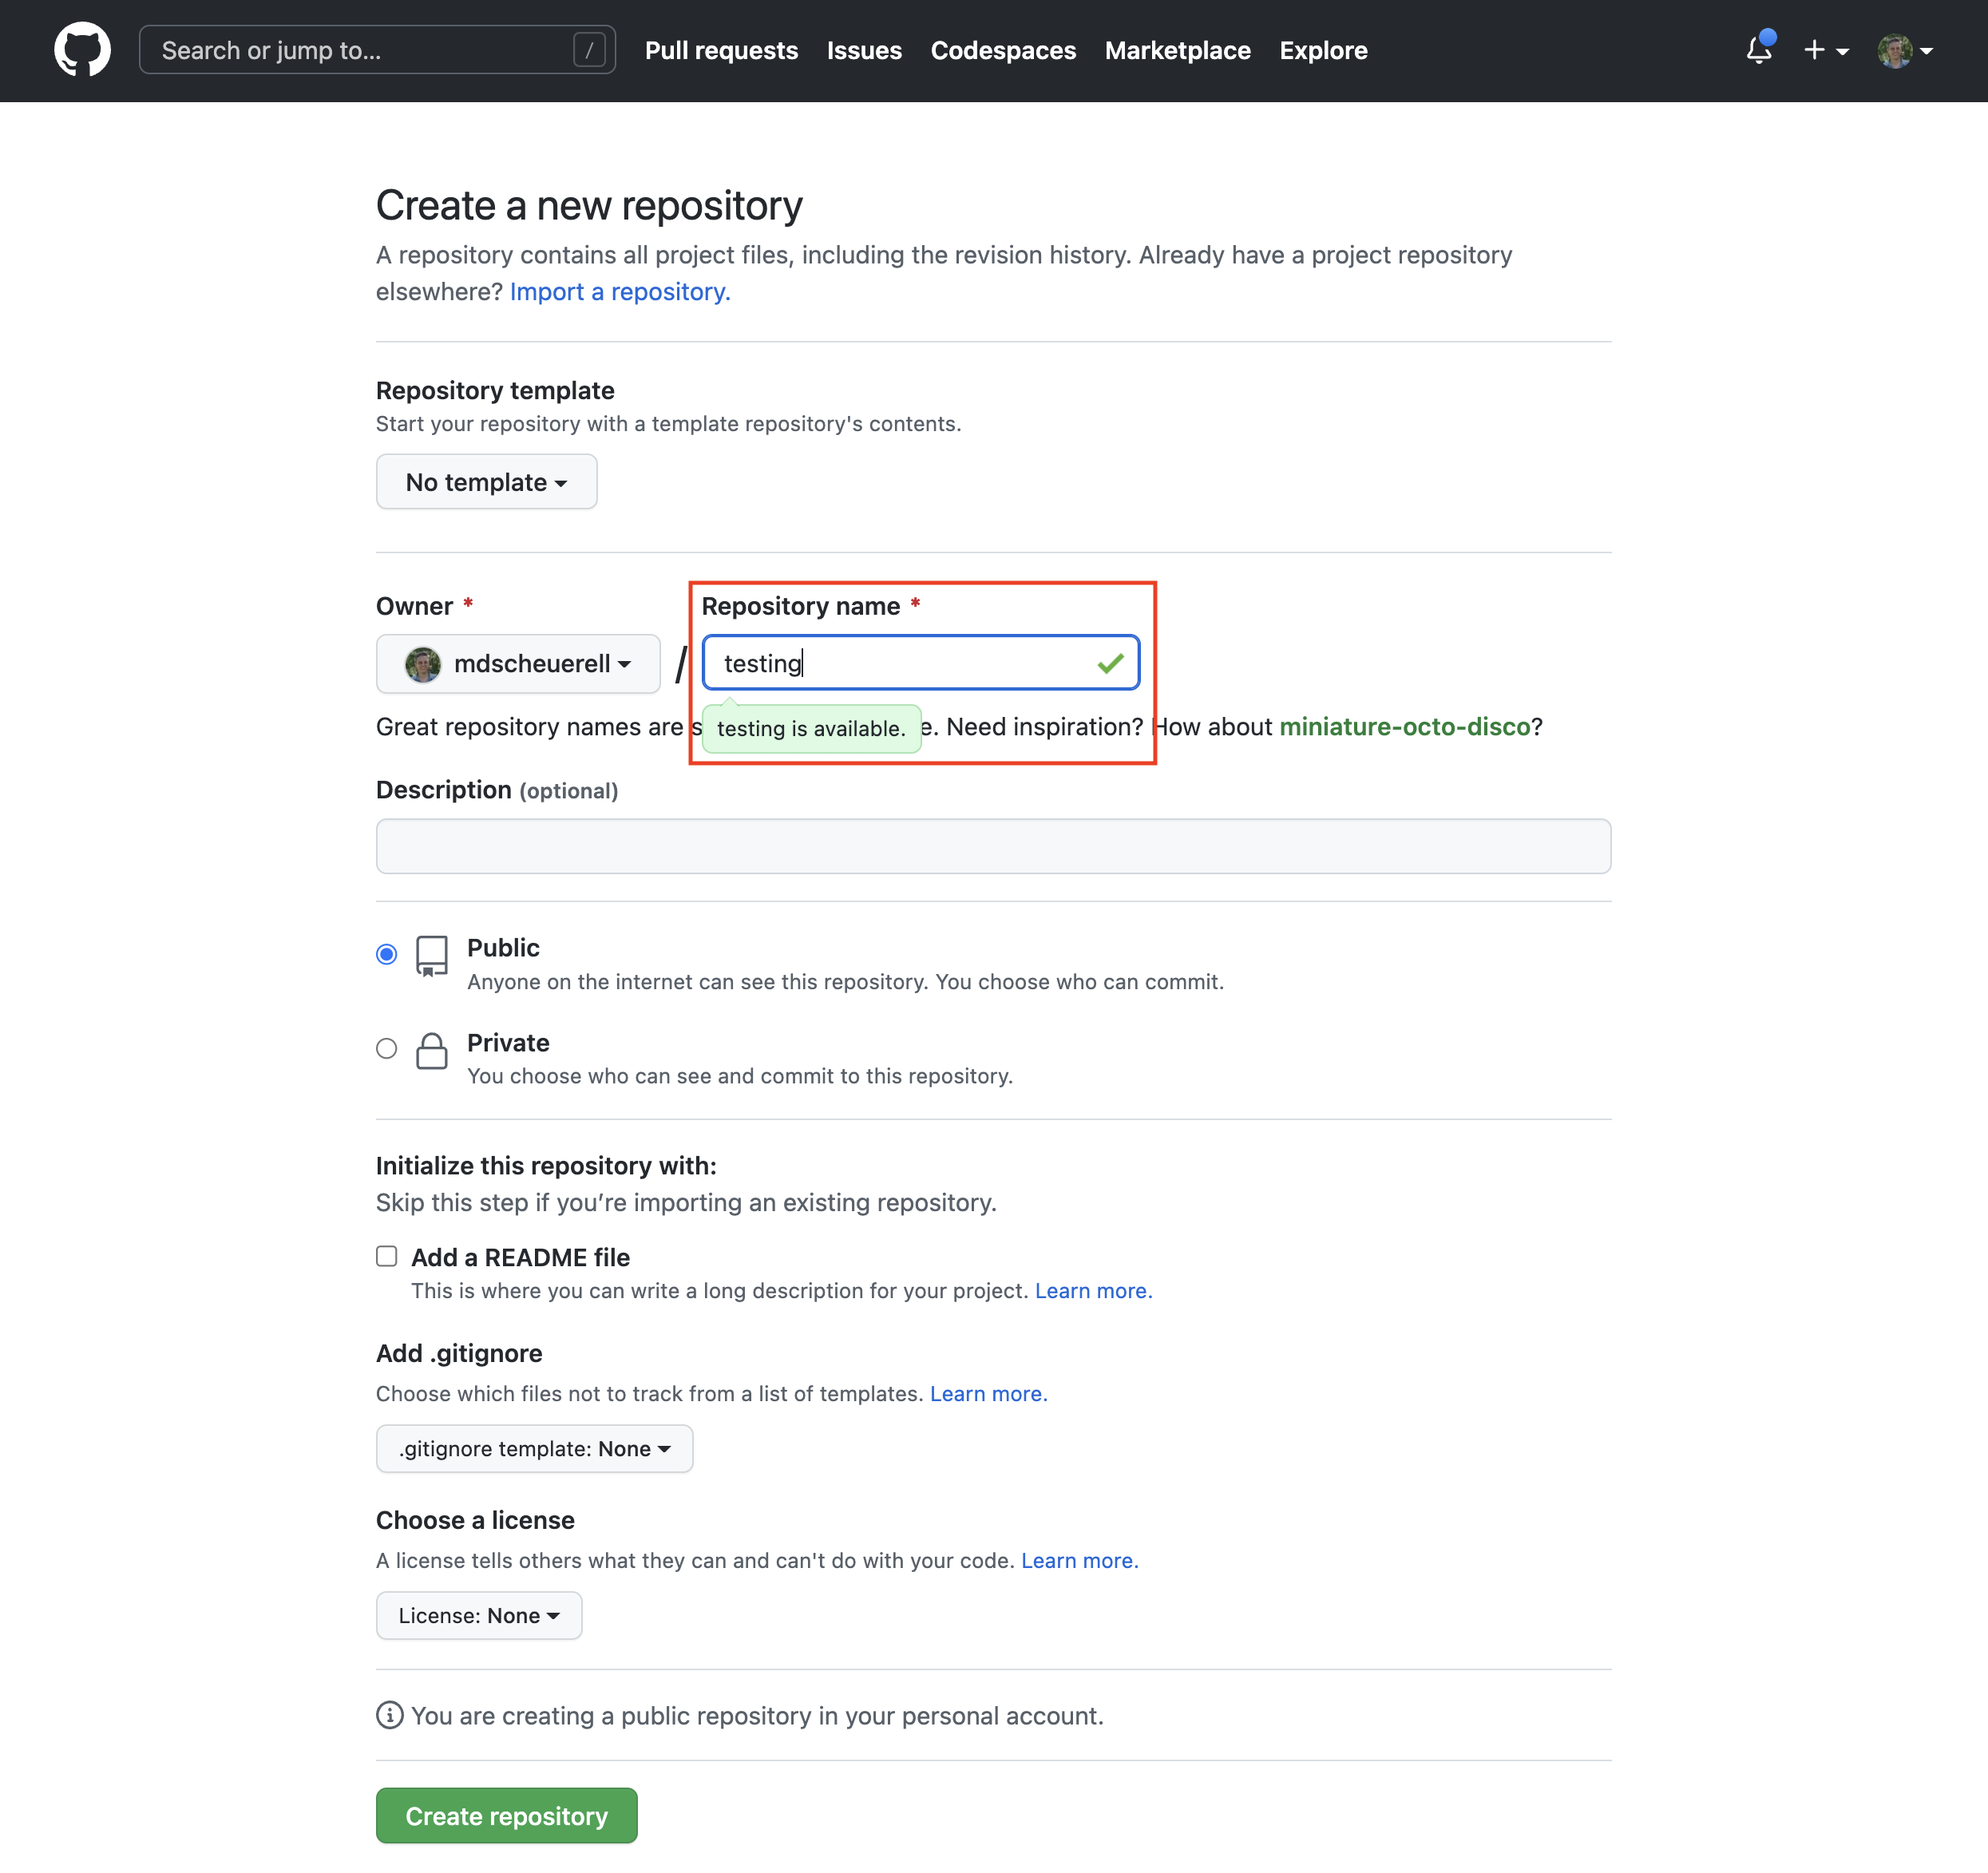 Search or jump to... /
Pull requests Issues Codespaces Marketplace Explore
Create a new repository
A repository contains all project files, including the revision history. Already have a project repository
elsewhere? Import a repository.
Repository template
Start your repository with a template repository's contents.
No template
Owner * Repository name *
mdscheuerell / testing
Great repository names are s testing is available. e. Need inspiration? How about miniature-octo-disco?
Description (optional)
Public
Anyone on the internet can see this repository. You choose who can commit.
Private
You choose who can see and commit to this repository.
Initialize this repository with:
Skip this step if you’re importing an existing repository.
Add a README file
This is where you can write a long description for your project. Learn more.
Add .gitignore
Choose which files not to track from a list of templates. Learn more.
.gitignore template: None
Choose a license
A license tells others what they can and can't do with your code. Learn more.
License: None
You are creating a public repository in your personal account.
Create repository